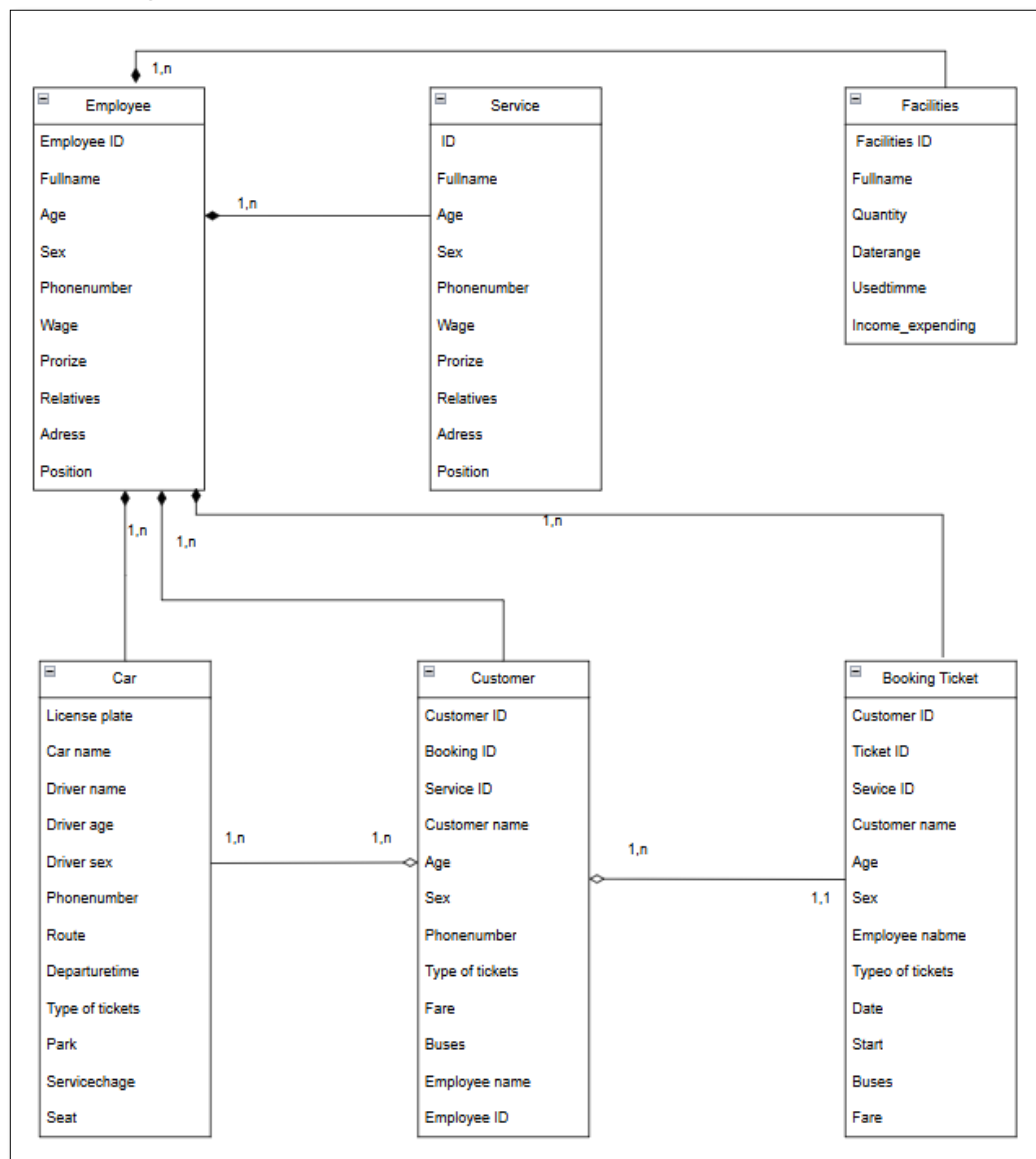 1,n
Employee
Employee ID
Fullname
Age
Sex
Phonenumber
Wage
Prorize
Relatives
Adress
Position
1,n
Service
ID
Fullname
Age
Sex
Phonenumber
Wage
Prorize
Relatives
Adress
Position
Facilities
Facilities ID
Fullname
Quantity
Daterange
Usedtimme
Income_expending
1,n
1,n
1,n
Car
License plate
Car name
Driver name
Driver age
Driver sex
Phonenumber
Route
Departuretime
Type of tickets
Park
Servicechage
Seat
1,n
1,n
Customer
Customer ID
Booking ID
Service ID
Customer name
Age
Sex
Phonenumber
Type of tickets
Fare
Buses
Employee name
Employee ID
1,n
1,1
Booking Ticket
Customer ID
Ticket ID
Sevice ID
Customer name
Age
Sex
Employee nabme
Typeo of tickets
Date
Start
Buses
Fare